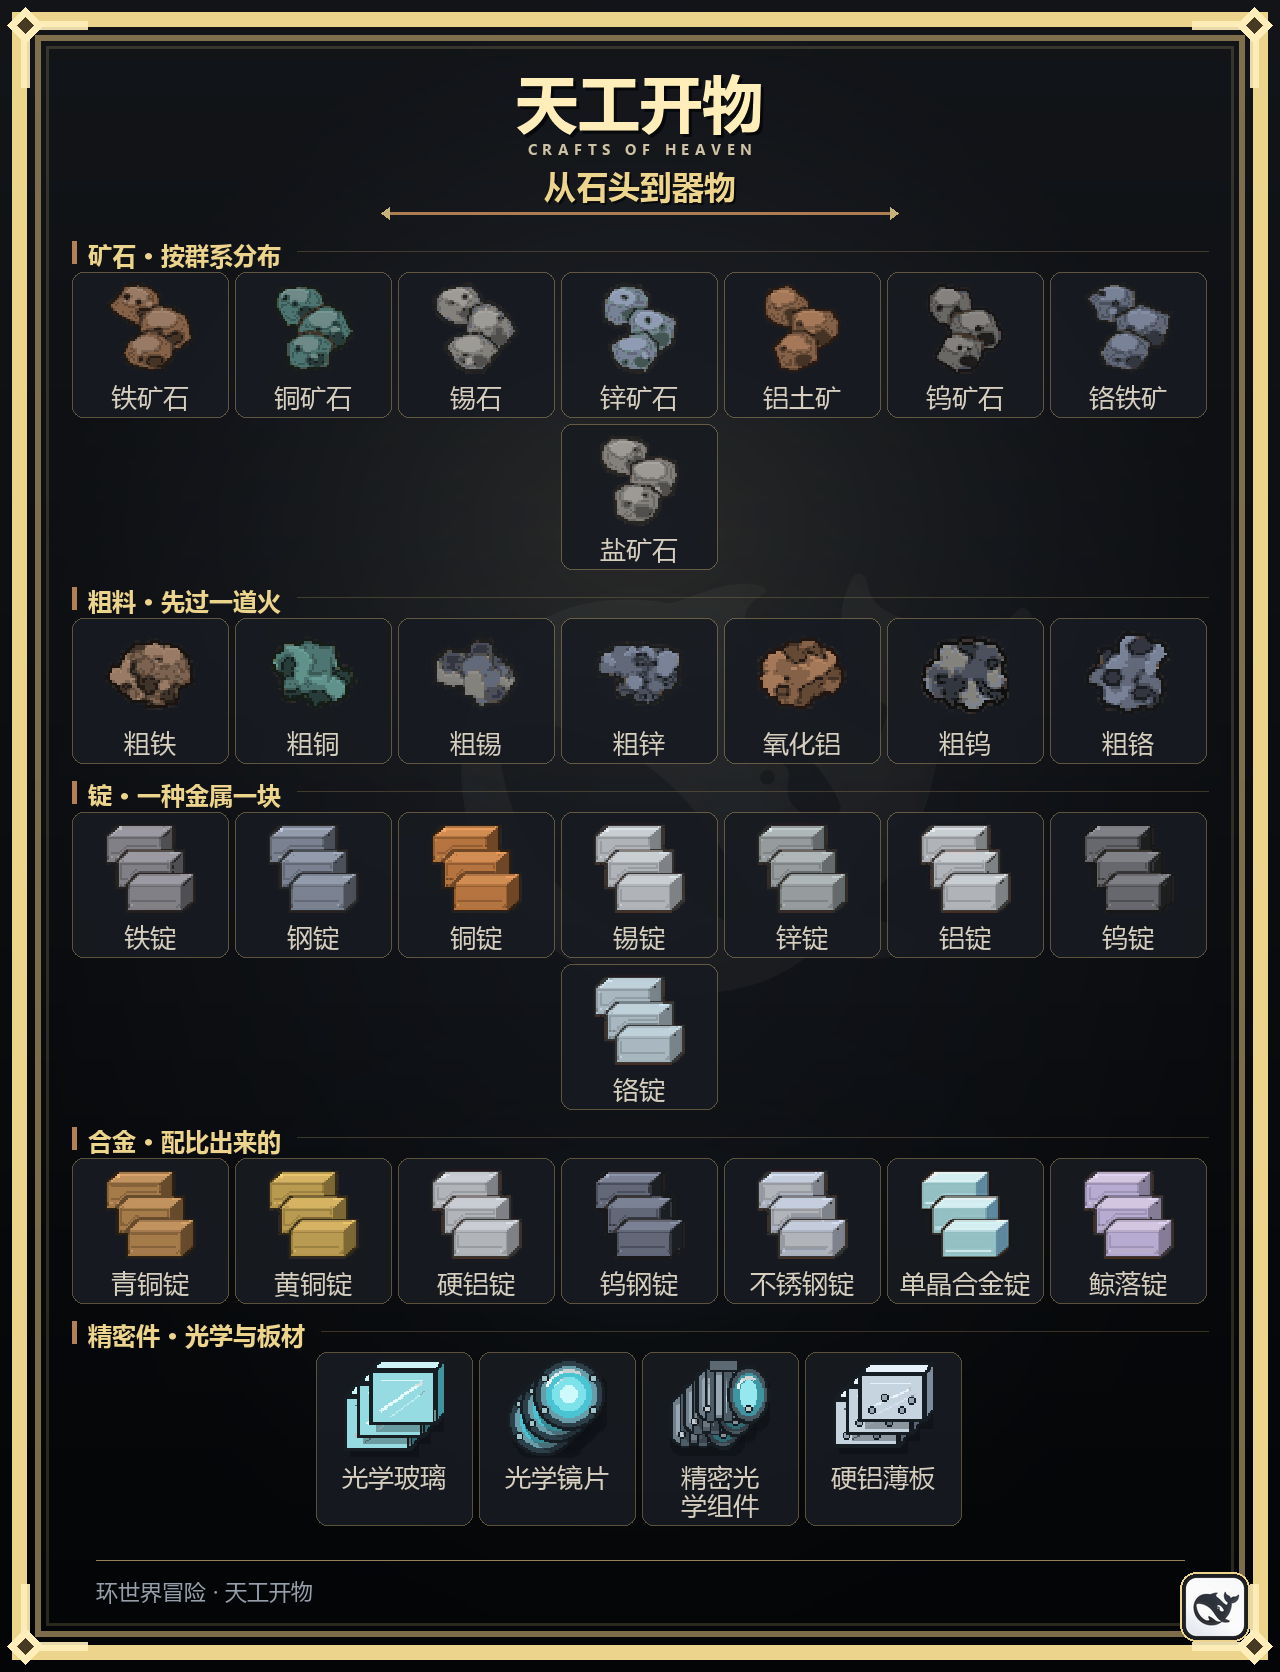 天工开物
CRAFTS OF HEAVEN
从石头到器物
矿石·按群系分布
铁矿石
铜矿石
锡石
锌矿石
铝土矿
钨矿石
铬铁矿
盐矿石
粗料·先过一道火
粗铁
粗铜
粗锡
粗锌
氧化铝
粗钨
粗铬
锭·一种金属一块
铁锭
钢锭
铜锭
锡锭
锌锭
铝锭
钨锭
铬锭
合金·配比出来的
青铜锭
黄铜锭
硬铝锭
钨钢锭
不锈钢锭
单晶合金锭
鲸落锭
精密件·光学与板材
光学玻璃
光学镜片
精密光
学组件
硬铝薄板
环世界冒险·天工开物